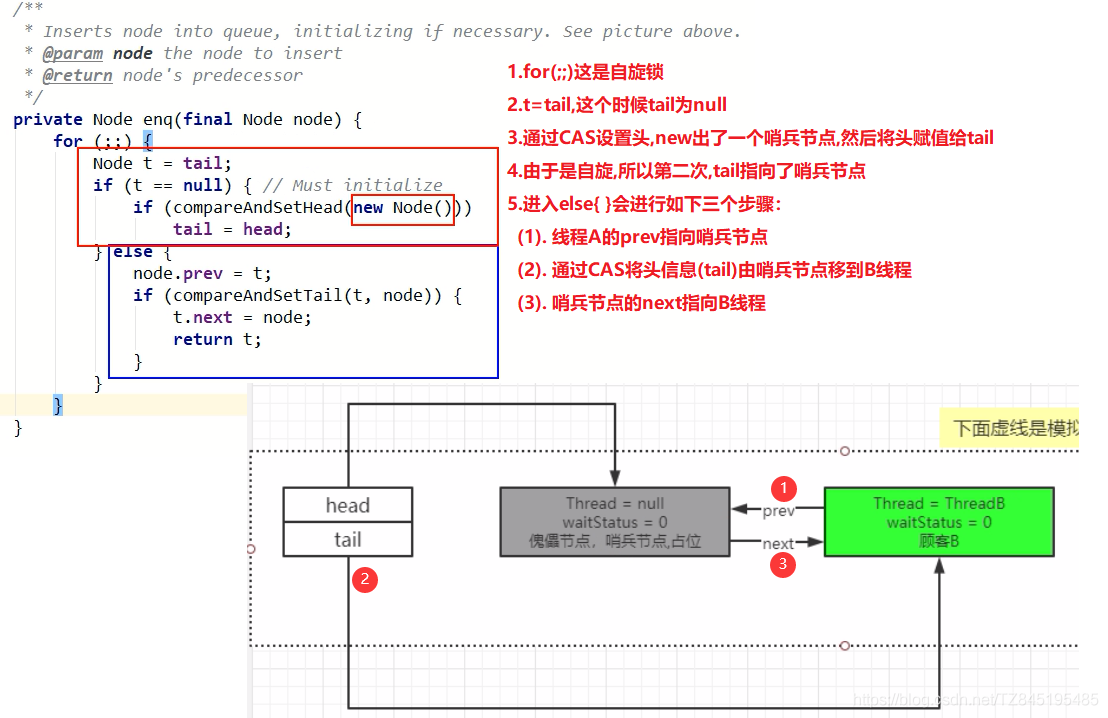 /**
* Inserts node into queue, initializing if necessary. See picture above.
* @param node the node to insert
* @return node's predecessor
*/
private Node enq(final Node node) {
for (;;) {
Node t = tail;
if (t == null) { // Must initialize
if (compareAndSetHead(new Node()))
tail = head;
} else {
node.prev = t;
if (compareAndSetTail(t, node)) {
t.next = node;
return t;
}
}
}
}
1.for(;;)这是自旋锁
2.t=tail,这个时候tail为null
3.通过CAS设置头,new出了一个哨兵节点,然后将头赋值给tail
4.由于是自旋,所以第二次,tail指向了哨兵节点
5.进入else{ }会进行如下三个步骤:
(1). 线程A的prev指向哨兵节点
(2). 通过CAS将头信息(tail)由哨兵节点移到B线程
(3). 哨兵节点的next指向B线程
下面虚线是模拟
head
tail
2
Thread = null
waitStatus = 0
傀儡节点，哨兵节点,占位
1
prev
next
3
Thread = ThreadB
waitStatus = 0
顾客B
https://blog.csdn.net/TZ845195485